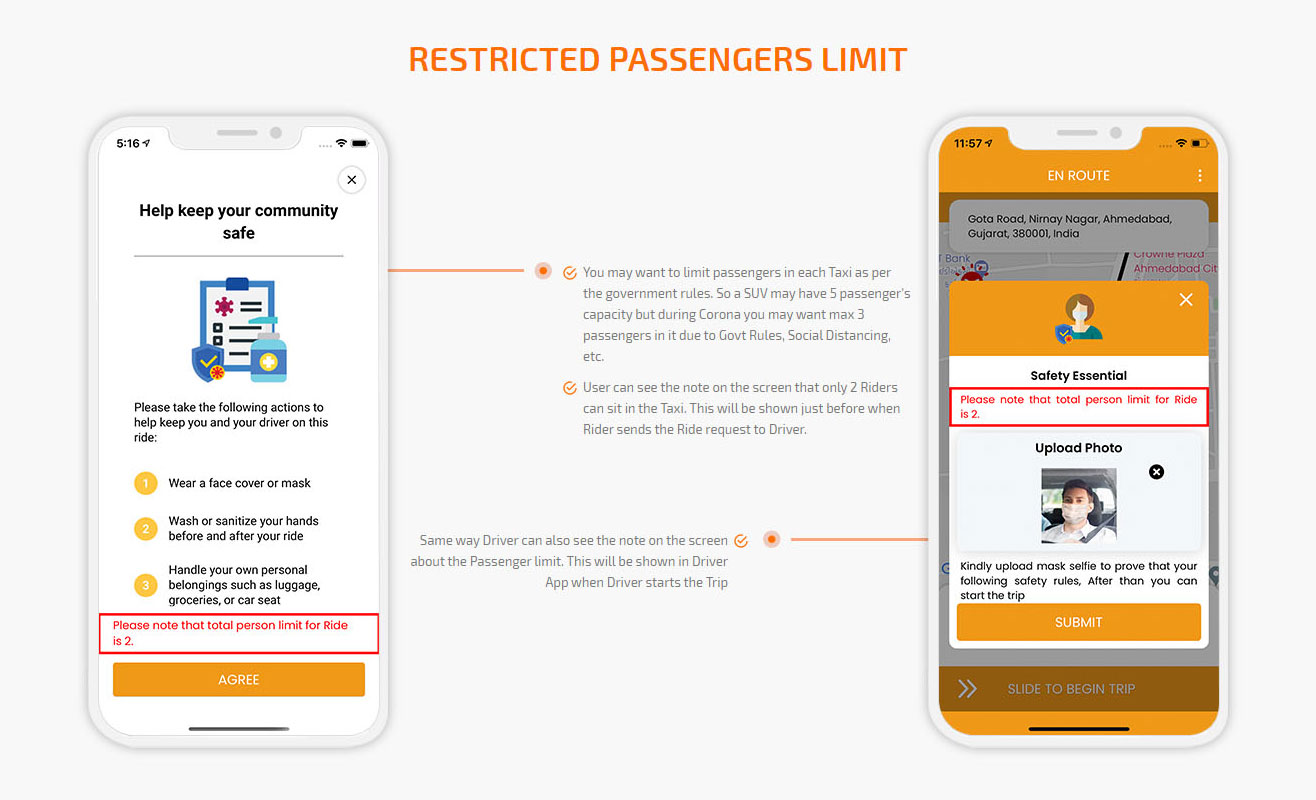 RESTRICTED PASSENGERS LIMIT
5:16
Help keep your community
safe
Please take the following actions to
help keep you and your driver on this
ride:
1 Wear a face cover or mask
2 Wash or sanitize your hands
before and after your ride
3 Handle your own personal
belongings such as luggage,
groceries, or car seat
Please note that total person limit for Ride
is 2.
AGREE
You may want to limit passengers in each Taxi as per
the government rules. So a SUV may have 5 passenger's
capacity but during Corona you may want max 3
passengers in it due to Govt Rules, Social Distancing,
etc.
User can see the note on the screen that only 2 Riders
can sit in the Taxi. This will be shown just before when
Rider sends the Ride request to Driver.
Same way Driver can also see the note on the screen
about the Passenger limit. This will be shown in Driver
App when Driver starts the Trip
11:57
EN ROUTE
Gota Road, Nirnay Nagar, Ahmedabad,
Gujarat, 380001, India
Bank
Crowne Plaza
Ahmedabad Cit
Safety Essential
Please note that total person limit for Ride
is 2.
Upload Photo
Kindly upload mask selfie to prove that your
following safety rules, After than you can
start the trip
SUBMIT
SLIDE TO BEGIN TRIP